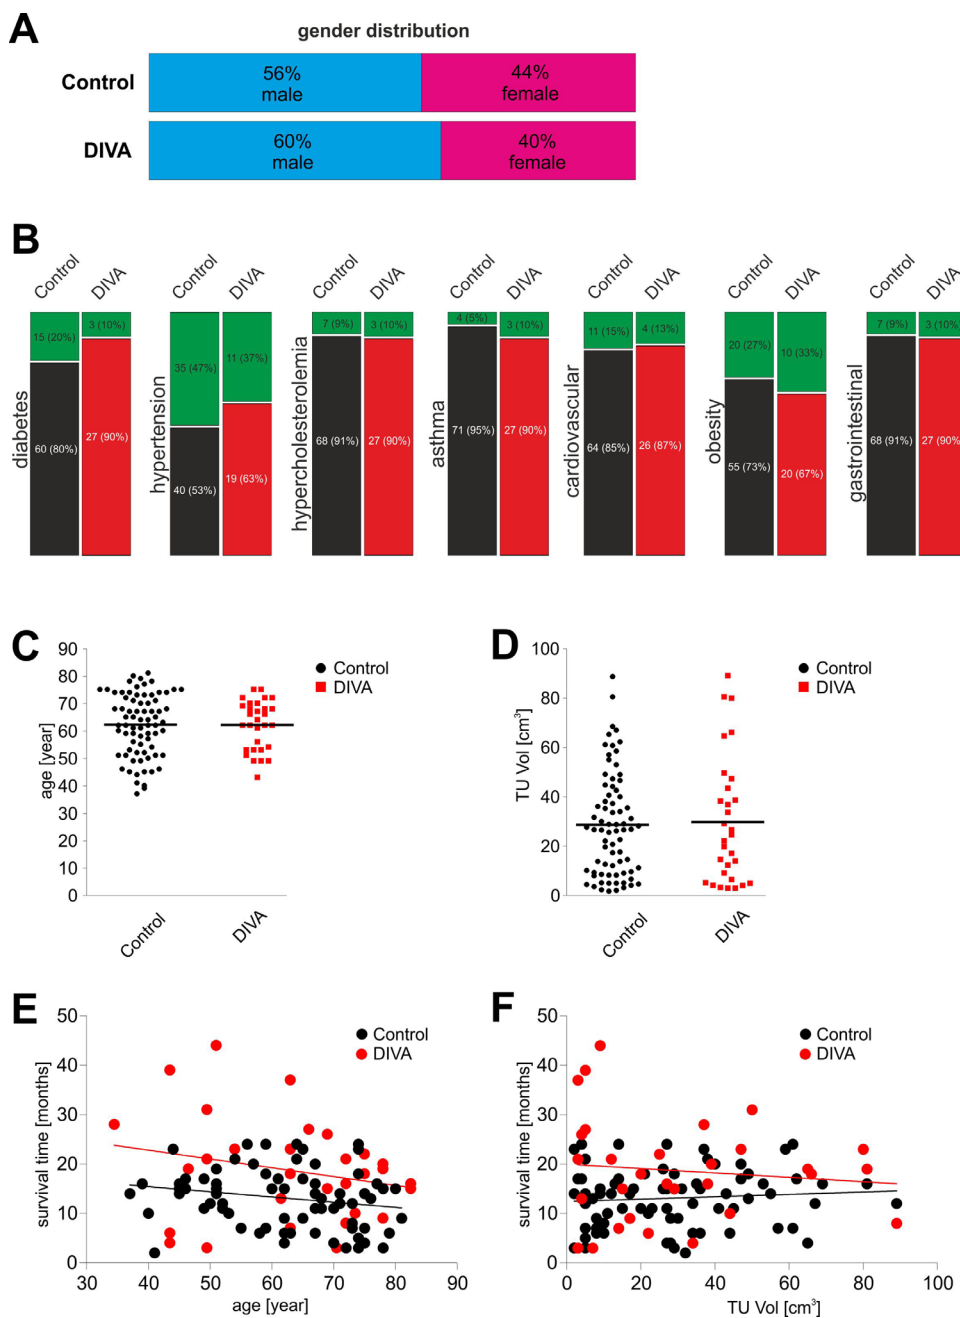 A
gender distribution
Control
56%
male
44%
female
DIVA
60%
male
40%
female
B
Control
DIVA
Control
DIVA
Control
DIVA
Control
DIVA
Control
DIVA
Control
DIVA
Control
DIVA
diabetes
15 (20%)
3 (10%)
60 (80%)
27 (90%)
hypertension
35 (47%)
11 (37%)
40 (53%)
19 (63%)
hypercholesterolemia
7 (9%)
3 (10%)
68 (91%)
27 (90%)
asthma
4 (5%)
3 (10%)
71 (95%)
27 (90%)
cardiovascular
11 (15%)
4 (13%)
64 (85%)
26 (87%)
obesity
20 (27%)
10 (33%)
55 (73%)
20 (67%)
gastrointestinal
7 (9%)
3 (10%)
68 (91%)
27 (90%)
C
age [year]
90
80
70
60
50
40
30
20
10
0
Control
DIVA
Control
DIVA
D
TU Vol [cm³]
100
80
60
40
20
0
Control
DIVA
Control
DIVA
E
survival time [months]
50
40
30
20
10
0
Control
DIVA
30 40 50 60 70 80 90
age [year]
F
survival time [months]
50
40
30
20
10
0
Control
DIVA
0 20 40 60 80 100
TU Vol [cm³]